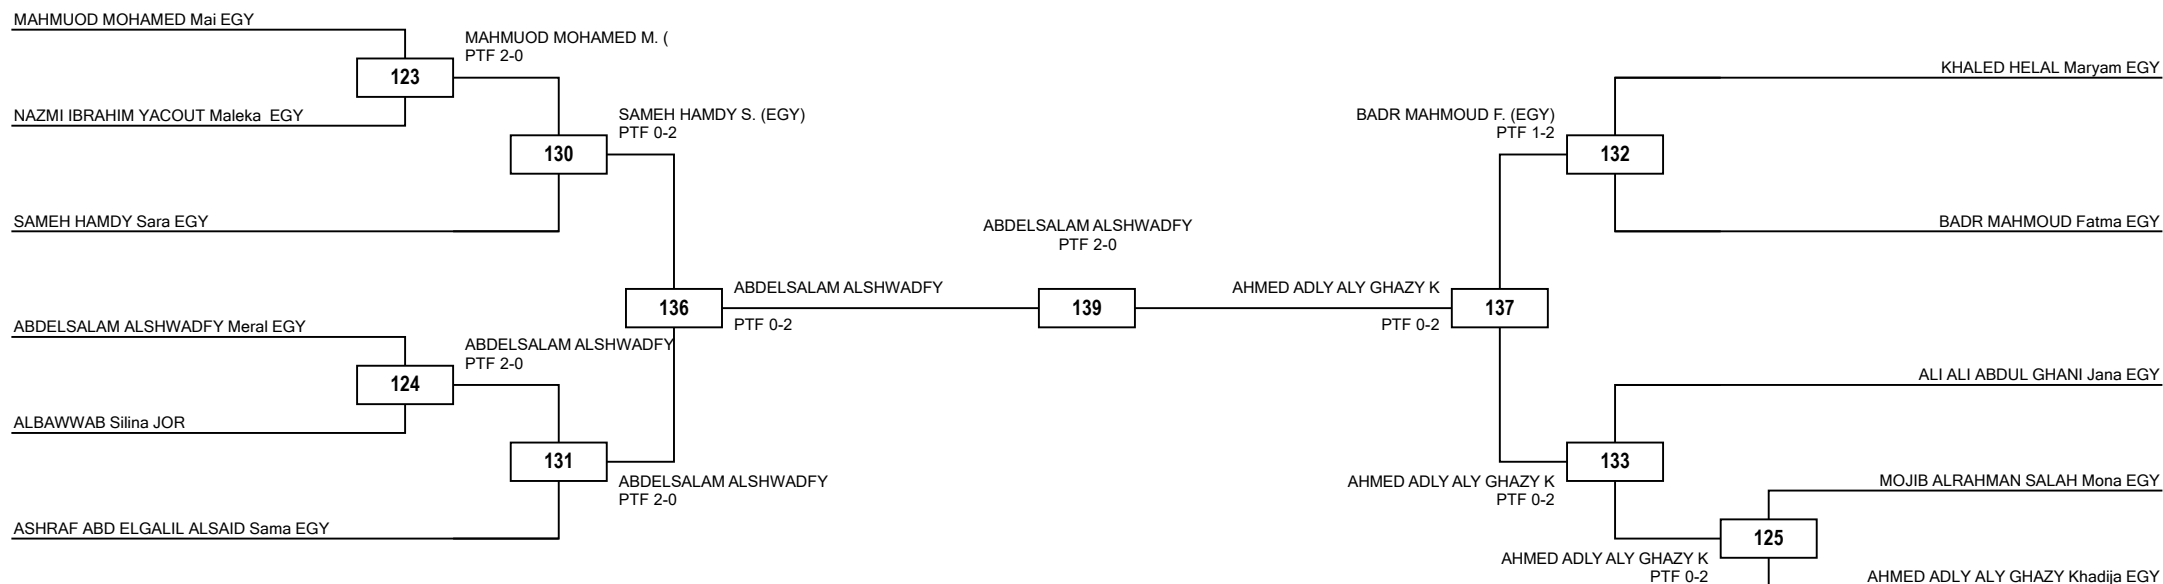 MAHMUOD MOHAMED Mai EGY
MAHMUOD MOHAMED M. (
PTF 2-0
123
NAZMI IBRAHIM YACOUT Maleka EGY
SAMEH HAMDY S. (EGY)
PTF 0-2
130
SAMEH HAMDY Sara EGY
ABDELSALAM ALSHWADFY Meral EGY
ABDELSALAM ALSHWADFY
PTF 2-0
124
ALBAWWAB Silina JOR
131
ABDELSALAM ALSHWADFY
PTF 2-0
ASHRAF ABD ELGALIL ALSAID Sama EGY
136
ABDELSALAM ALSHWADFY
PTF 0-2
ABDELSALAM ALSHWADFY
PTF 2-0
139
AHMED ADLY ALY GHAZY K
PTF 0-2
137
KHALED HELAL Maryam EGY
BADR MAHMOUD F. (EGY)
PTF 1-2
132
BADR MAHMOUD Fatma EGY
ALI ALI ABDUL GHANI Jana EGY
133
AHMED ADLY ALY GHAZY K
PTF 0-2
MOJIB ALRAHMAN SALAH Mona EGY
125
AHMED ADLY ALY GHAZY K
PTF 0-2
AHMED ADLY ALY GHAZY Khadija EGY